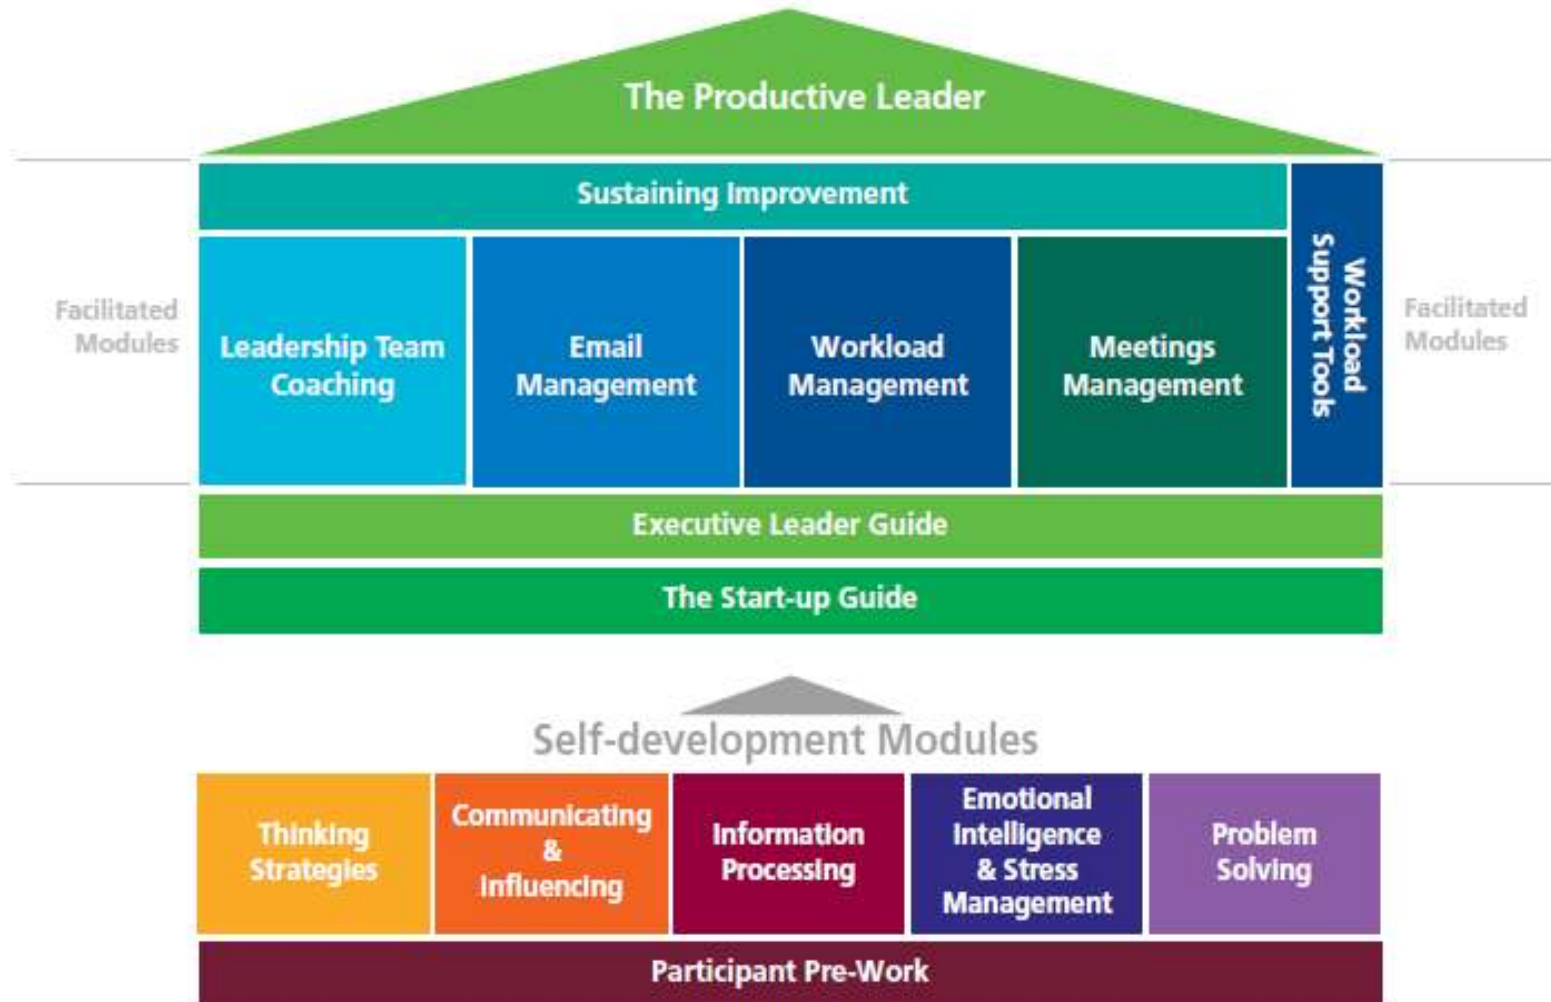 The Productive Leader
Sustaining Improvement
Workload
Support Tools
Facilitated
Modules
Leadership Team
Coaching
Email
Management
Workload
Management
Meetings
Management
Facilitated
Modules
Executive Leader Guide
The Start-up Guide
Self-development Modules
Thinking
Strategies
Communicating
&
Influencing
Information
Processing
Emotional
Intelligence
& Stress
Management
Problem
Solving
Participant Pre-Work